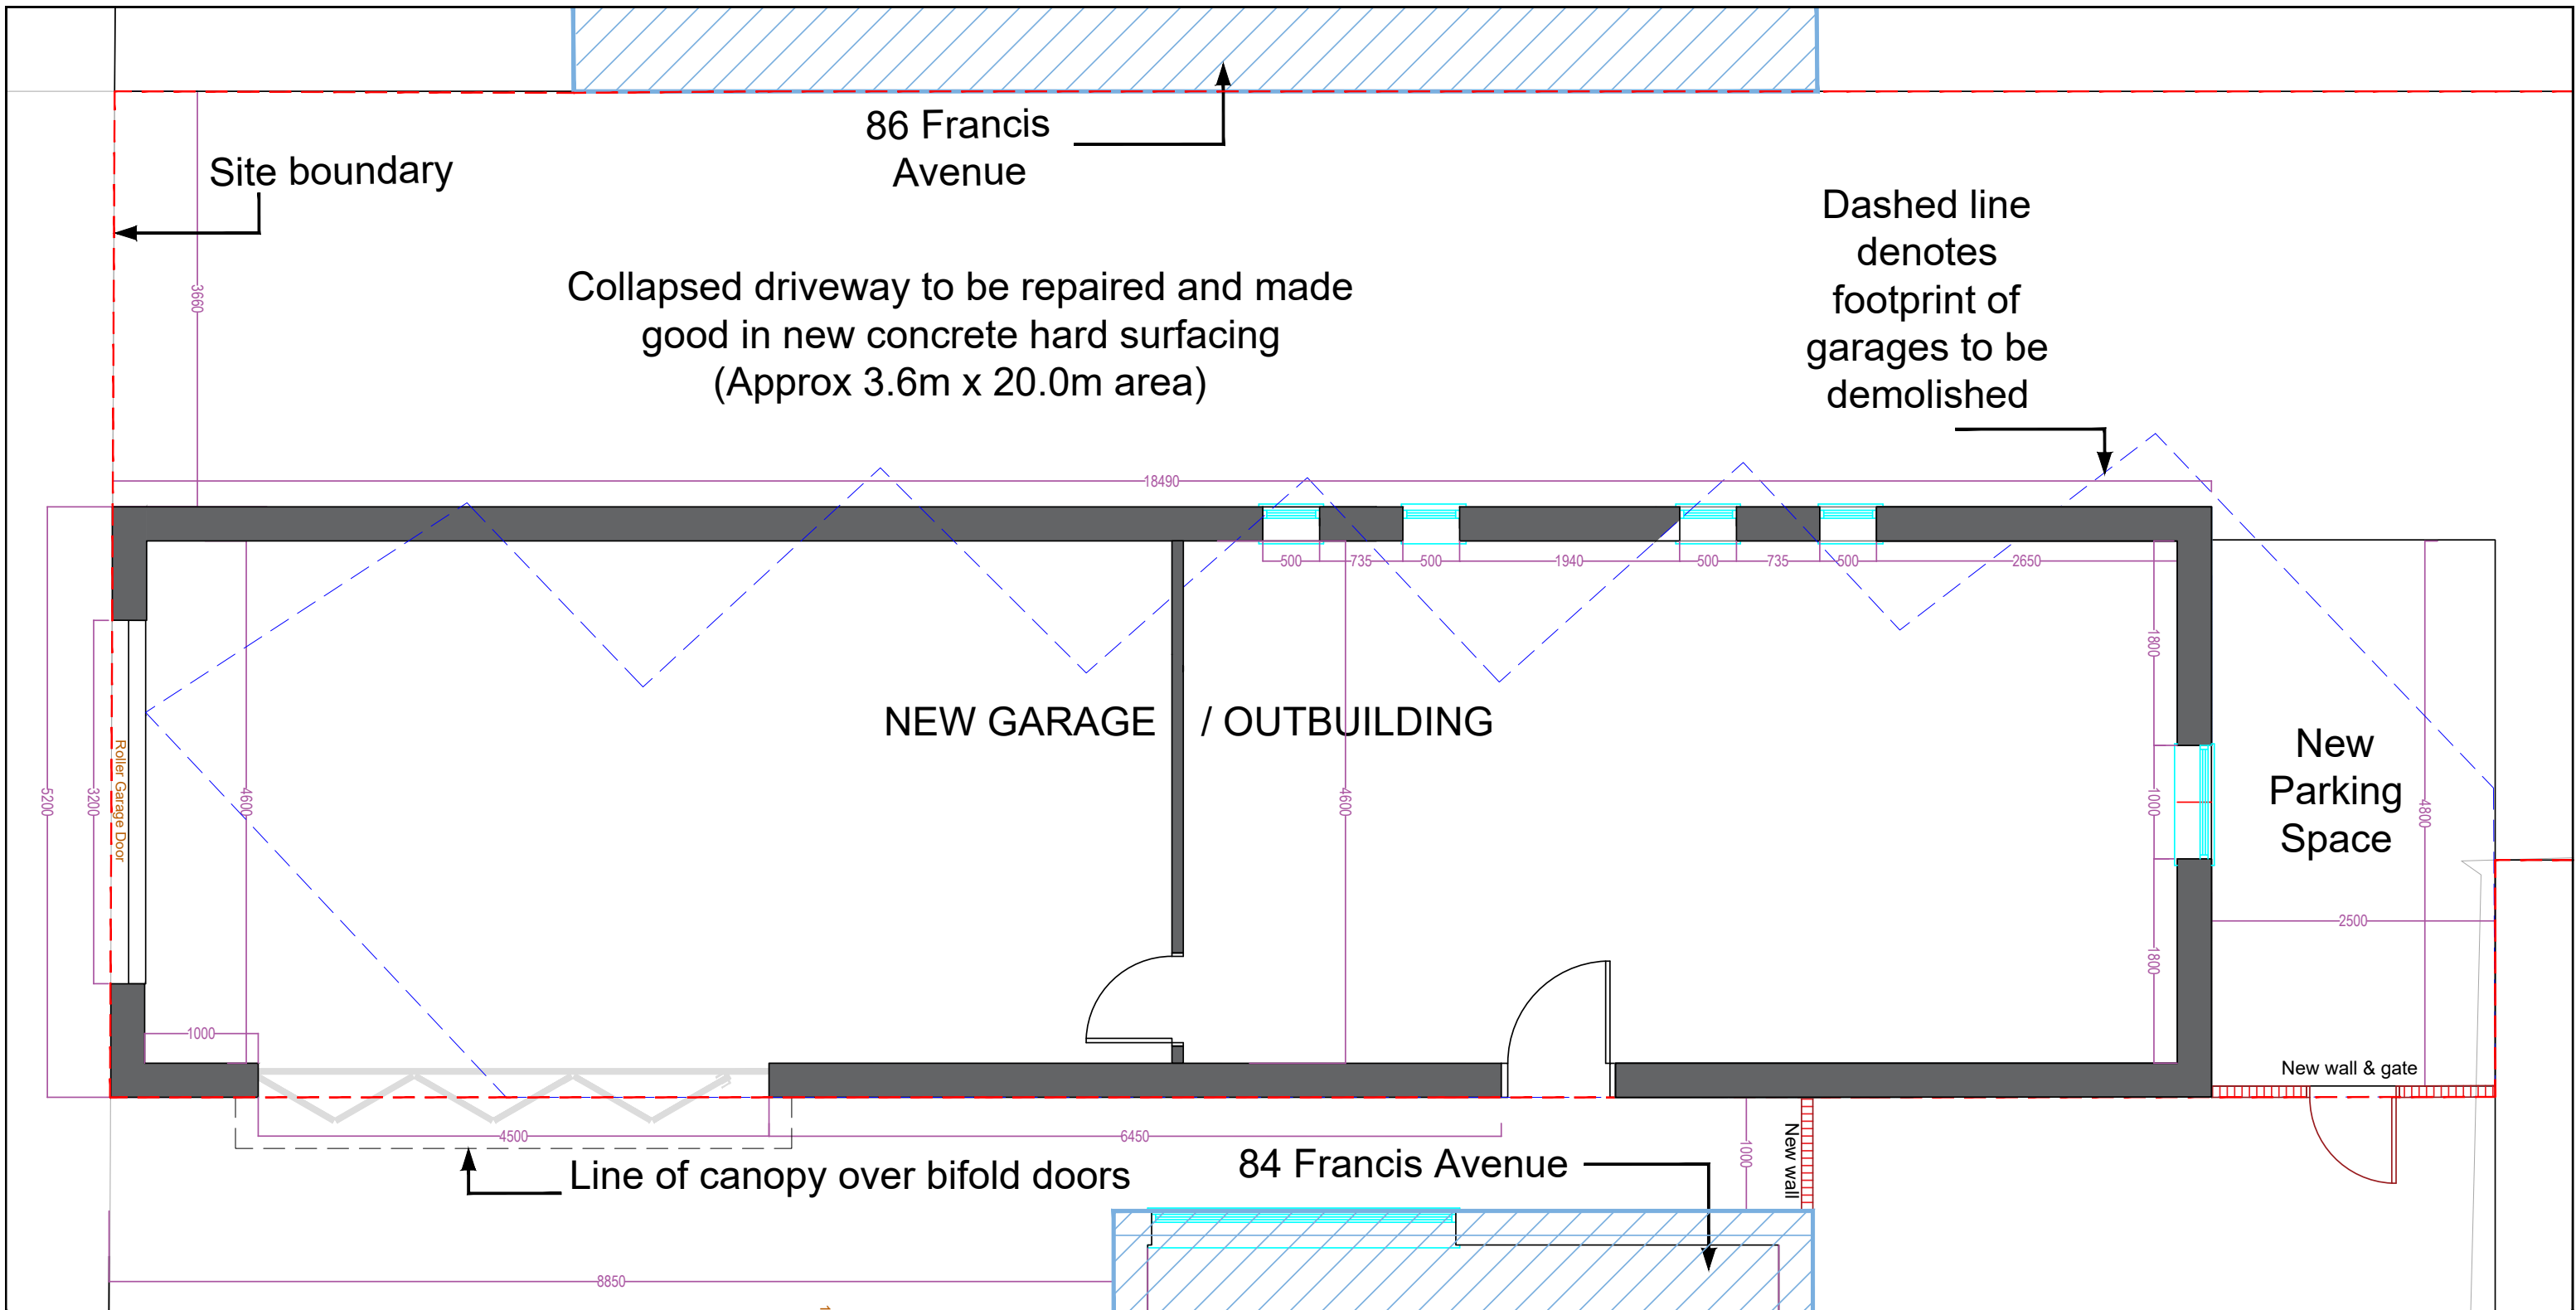 86 Francis
Avenue
Site boundary
Dashed line
denotes
footprint of
garages to be
demolished
Collapsed driveway to be repaired and made
good in new concrete hard surfacing
(Approx 3.6m x 20.0m area)
3660
18490
500
735
500
1940
500
735
500
2650
1800
NEW GARAGE / OUTBUILDING
New
Parking
Space
Roller Garage Door
5200
3200
4600
4600
1000
4800
2500
1800
1000
New wall & gate
4500
6450
1000
New wall
Line of canopy over bifold doors
84 Francis Avenue
8850